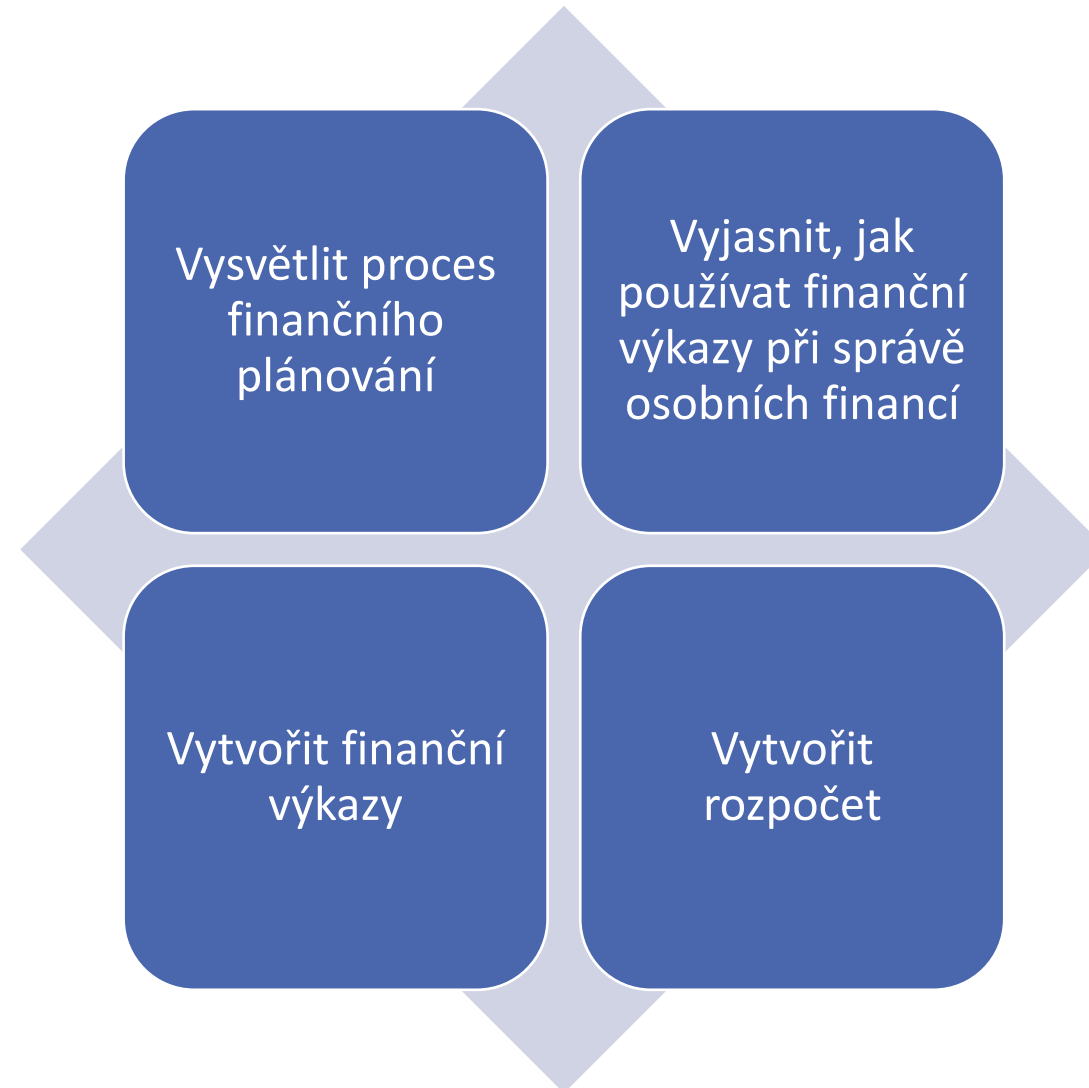 Vysvětlit proces
finančního
plánování
Vyjasnit, jak
používat finanční
výkazy při správě
osobních financí
Vytvořit finanční
výkazy
Vytvořit
rozpočet